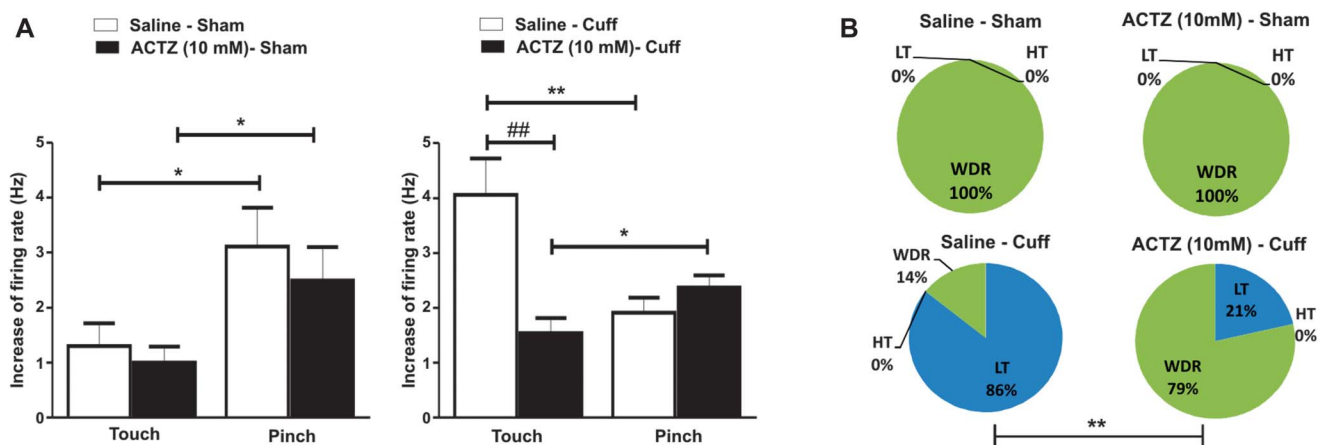 A
Saline - Sham
ACTZ (10 mM)- Sham
*
*
Increase of firing rate (Hz)
5
4
3
2
1
0
Touch Pinch
Saline - Cuff
ACTZ (10 mM)- Cuff
**
##
*
Increase of firing rate (Hz)
5
4
3
2
1
0
Touch Pinch
B
Saline - Sham
LT
0%
HT
0%
WDR
100%
ACTZ (10mM) - Sham
LT
0%
HT
0%
WDR
100%
Saline - Cuff
WDR
14%
HT
0%
LT
86%
ACTZ (10mM) - Cuff
LT
21%
HT
0%
WDR
79%
**